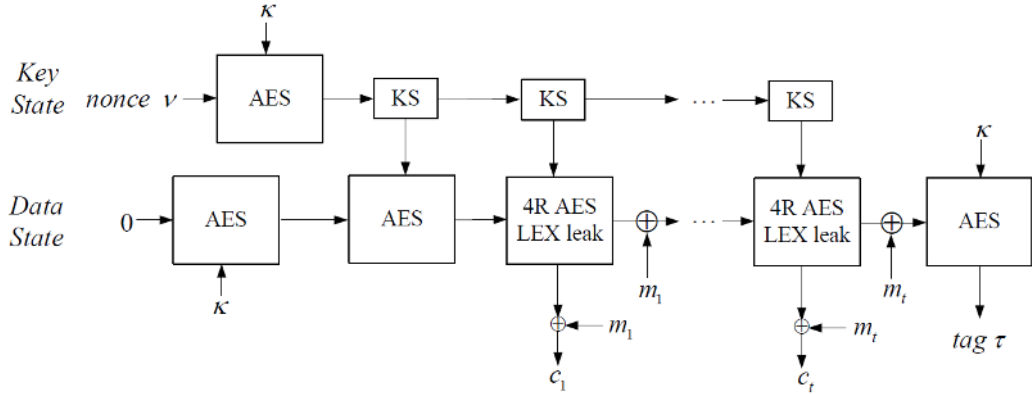 κ
Key
State
nonce ν
AES
KS
KS
...
KS
κ
Data
State
0
AES
AES
4R AES
LEX leak
...
4R AES
LEX leak
AES
κ
m₁
m₁
c₁
mₜ
mₜ
cₜ
tag τ